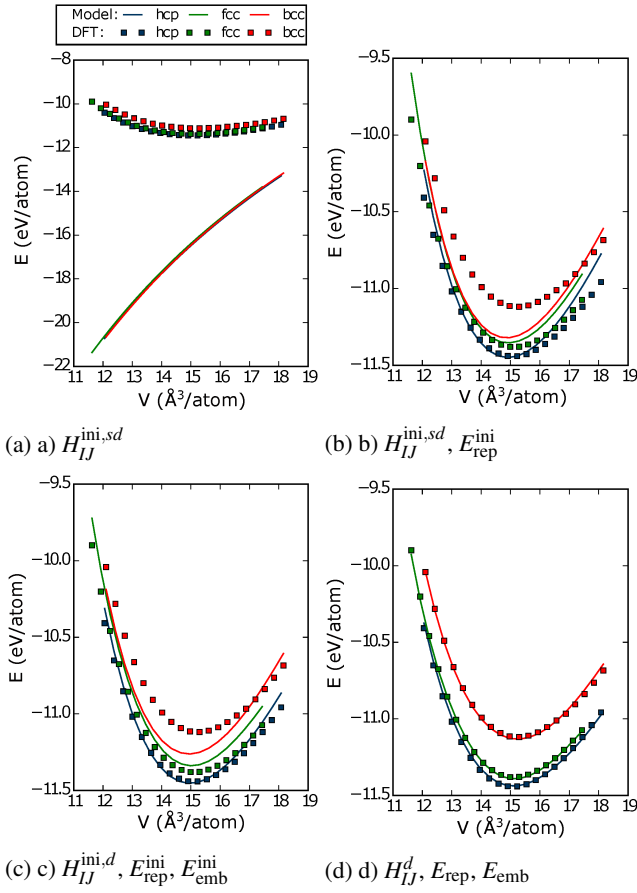 Model: hcp fcc bcc
DFT: hcp fcc bcc
−8
−10
−12
−14
−16
−18
−20
−22
E (eV/atom)
11 12 13 14 15 16 17 18 19
V (Å³/atom)
(a) a) H_{IJ}^{ini,sd}
−9.5
−10.0
−10.5
−11.0
−11.5
E (eV/atom)
11 12 13 14 15 16 17 18 19
V (Å³/atom)
(b) b) H_{IJ}^{ini,sd}, E_{rep}^{ini}
−9.5
−10.0
−10.5
−11.0
−11.5
E (eV/atom)
11 12 13 14 15 16 17 18 19
V (Å³/atom)
(c) c) H_{IJ}^{ini,d}, E_{rep}^{ini}, E_{emb}^{ini}
−9.5
−10.0
−10.5
−11.0
−11.5
E (eV/atom)
11 12 13 14 15 16 17 18 19
V (Å³/atom)
(d) d) H_{IJ}^{d}, E_{rep}, E_{emb}